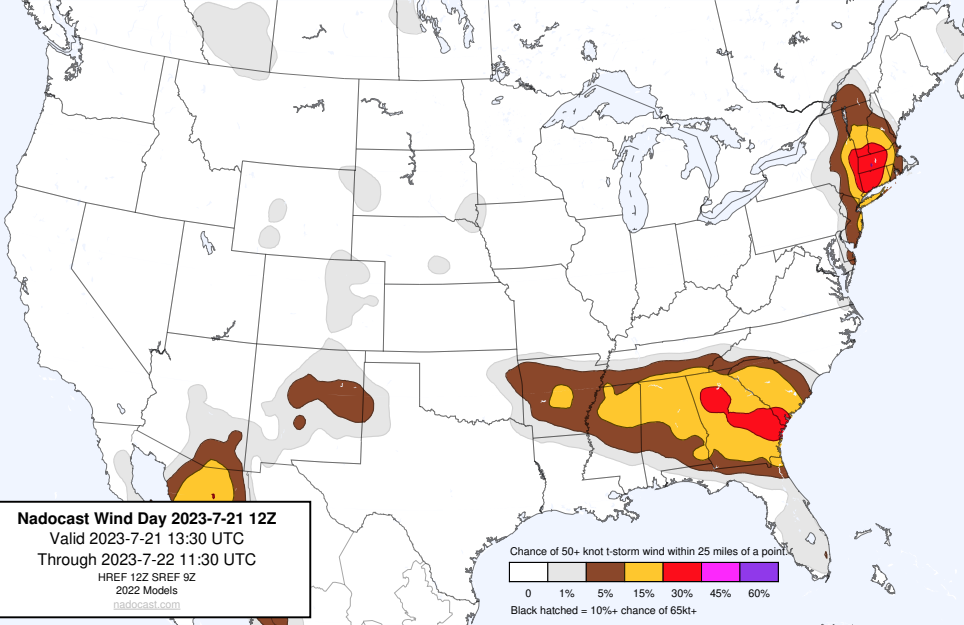 Nadocast Wind Day 2023-7-21 12Z
Valid 2023-7-21 13:30 UTC
Through 2023-7-22 11:30 UTC
HREF 12Z SREF 9Z
2022 Models
nadocast.com
Chance of 50+ knot t-storm wind within 25 miles of a point.
0 1% 5% 15% 30% 45% 60%
Black hatched = 10%+ chance of 65kt+